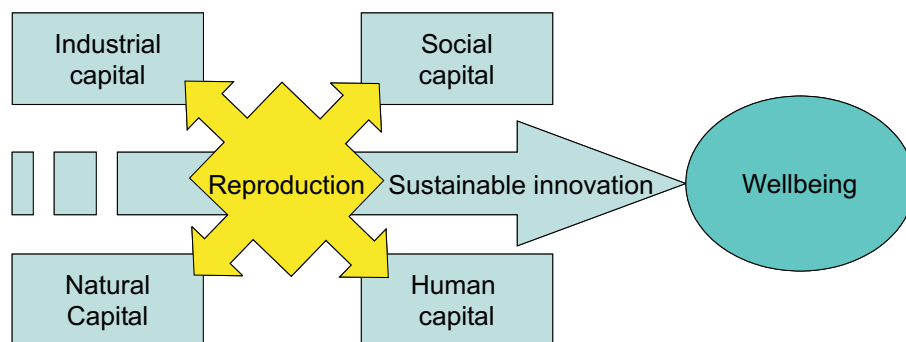 Industrial
capital
Social
capital
Reproduction
Sustainable innovation
Wellbeing
Natural
Capital
Human
capital